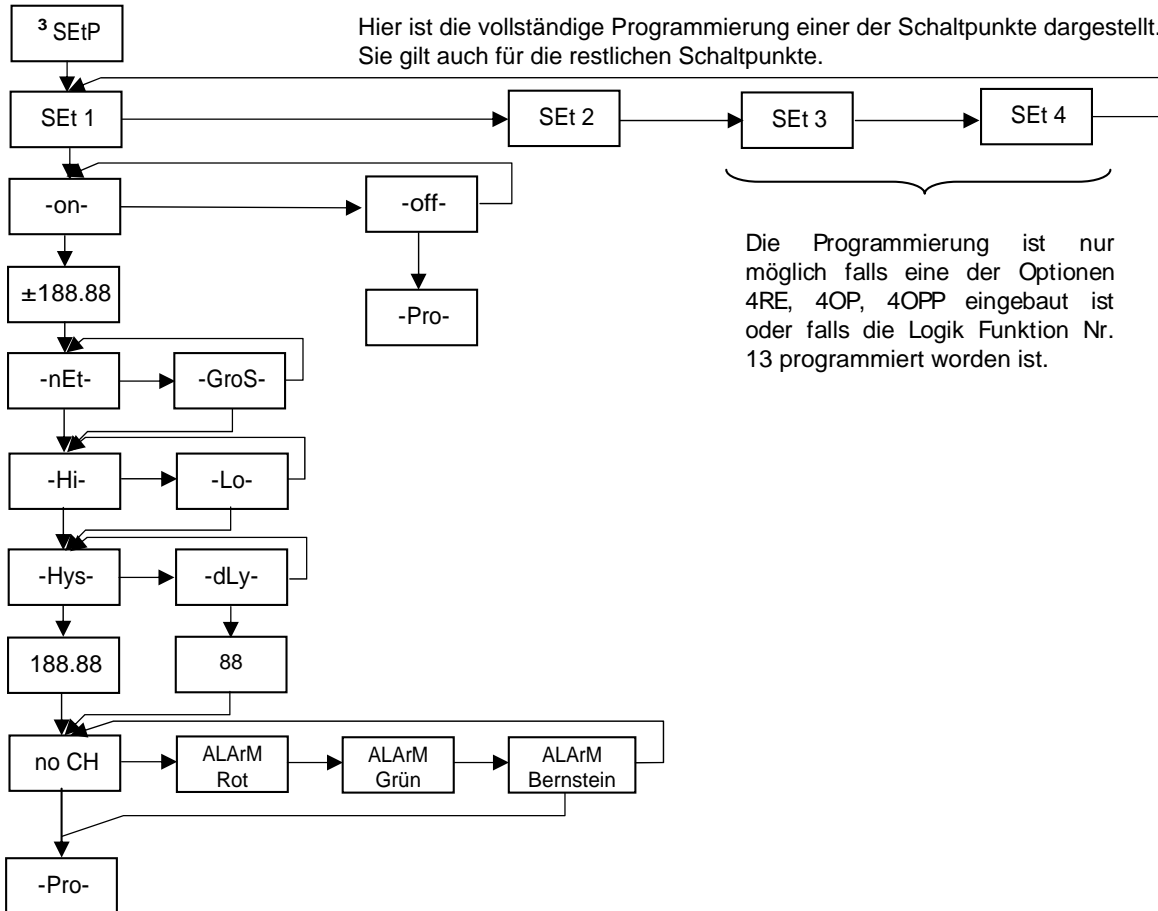 ³ SEtP
Hier ist die vollständige Programmierung einer der Schaltpunkte dargestellt.
Sie gilt auch für die restlichen Schaltpunkte.
SEt 1
SEt 2
SEt 3
SEt 4
-on-
-off-
±188.88
-Pro-
Die Programmierung ist nur
möglich falls eine der Optionen
4RE, 4OP, 4OPP eingebaut ist
oder falls die Logik Funktion Nr.
13 programmiert worden ist.
-nEt-
-GroS-
-Hi-
-Lo-
-Hys-
-dLy-
188.88
88
no CH
ALArM
Rot
ALArM
Grün
ALArM
Bernstein
-Pro-